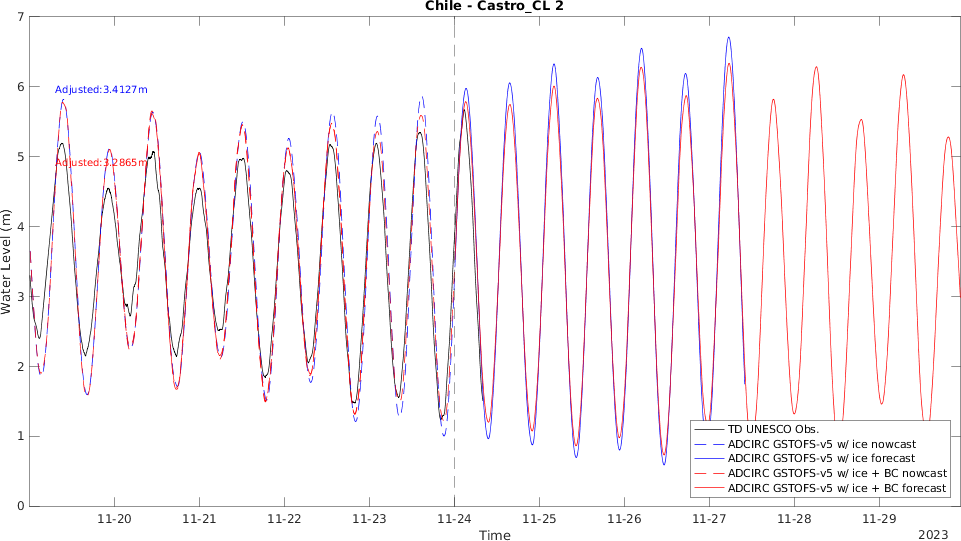 Chile - Castro_CL 2
7
6
5
4
3
2
1
0
Water Level (m)
Adjusted:3.4127m
Adjusted:3.2865m
TD UNESCO Obs.
ADCIRC GSTOFS-v5 w/ ice nowcast
ADCIRC GSTOFS-v5 w/ ice forecast
ADCIRC GSTOFS-v5 w/ ice + BC nowcast
ADCIRC GSTOFS-v5 w/ ice + BC forecast
11-20 11-21 11-22 11-23 11-24 11-25 11-26 11-27 11-28 11-29
Time
2023